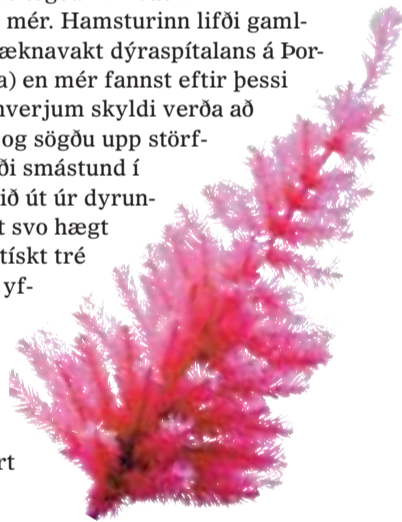 mér. Hamsturinn lifði gaml-
æknavakt dýraspítalans á Þor-
a) en mér fannst eftir þessi
nverjum skyldi verða að
og sögðu upp störf-
ði smástund í
ið út úr dyrun-
t svo hægt
tískt tré
yf-
rt